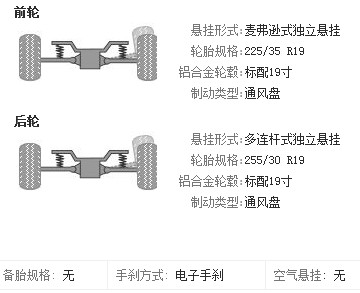 前轮
悬挂形式:麦弗逊式独立悬挂
轮胎规格:225/35 R19
铝合金轮毂:标配19寸
制动类型:通风盘
后轮
悬挂形式:多连杆式独立悬挂
轮胎规格:255/30 R19
铝合金轮毂:标配19寸
制动类型:通风盘
备胎规格: 无 手刹方式: 电子手刹 空气悬挂: 无